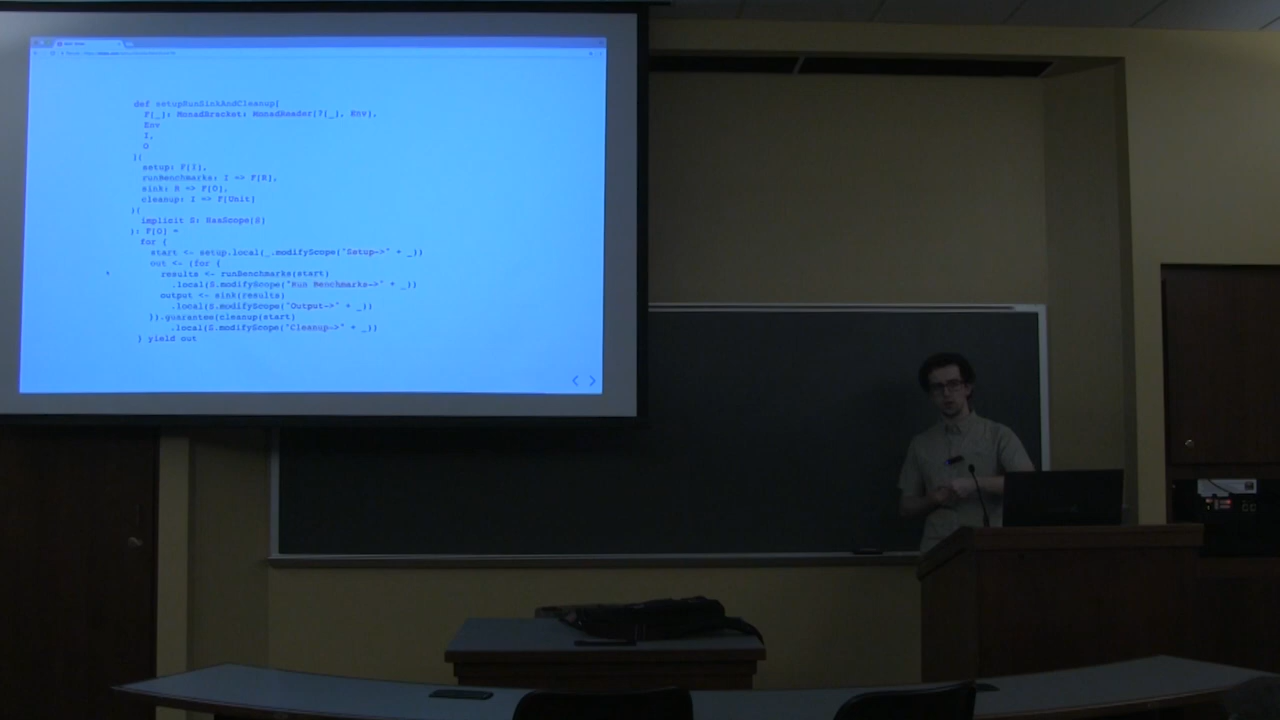 def setupRunSinkAndCleanup[
F[_]: MonadBracket: MonadReader[?[_], Env],
Env
I,
O
](
setup: F[I],
runBenchmarks: I => F[R],
sink: R => F[O],
cleanup: I => F[Unit]
)(
implicit S: HasScope[S]
): F[O] =
for {
start <- setup.local(_.modifyScope("Setup->" + _))
out <- (for {
results <- runBenchmarks(start)
.local(S.modifyScope("Run Benchmarks->" + _))
output <- sink(results)
.local(S.modifyScope("Output->" + _))
}).guarantee(cleanup(start)
.local(S.modifyScope("Cleanup->" + _))
} yield out